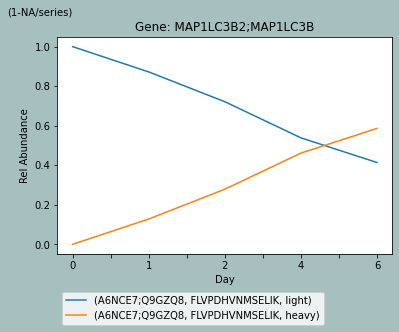 (1-NA/series)
Gene: MAP1LC3B2;MAP1LC3B
1.0
0.8
0.6
0.4
0.2
0.0
Rel Abundance
0 1 2 4 6
Day
(A6NCE7;Q9GZQ8, FLVPDHVNMSELIK, light)
(A6NCE7;Q9GZQ8, FLVPDHVNMSELIK, heavy)